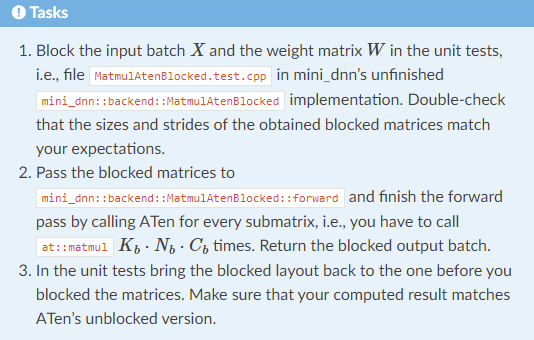 Tasks
1. Block the input batch X and the weight matrix W in the unit tests,
i.e., file MatmulAtenBlocked.test.cpp in mini_dnn's unfinished
mini_dnn::backend::MatmulAtenBlocked implementation. Double-check
that the sizes and strides of the obtained blocked matrices match
your expectations.
2. Pass the blocked matrices to
mini_dnn::backend::MatmulAtenBlocked::forward and finish the forward
pass by calling ATen for every submatrix, i.e., you have to call
at::matmul K_b · N_b · C_b times. Return the blocked output batch.
3. In the unit tests bring the blocked layout back to the one before you
blocked the matrices. Make sure that your computed result matches
ATen's unblocked version.